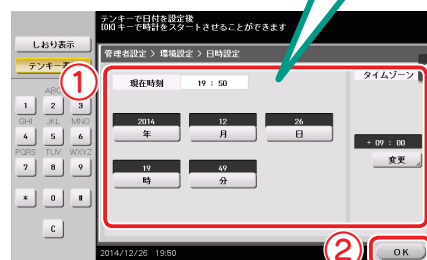 テンキーで日付を設定後
[OK]キーで時計をスタートさせることができます
しおり表示
管理者設定 > 環境設定 > 日時設定
テンキー
①
現在時刻 19 : 50
タイムゾーン
ABC
1 2 3
GHI JKL MNO
4 5 6
PQRS TUV WXYZ
7 8 9
* 0 #
C
2014 12 26
年 月 日
+ 09 : 00
変更
19 49
時 分
2014/12/26 19:50
②
OK